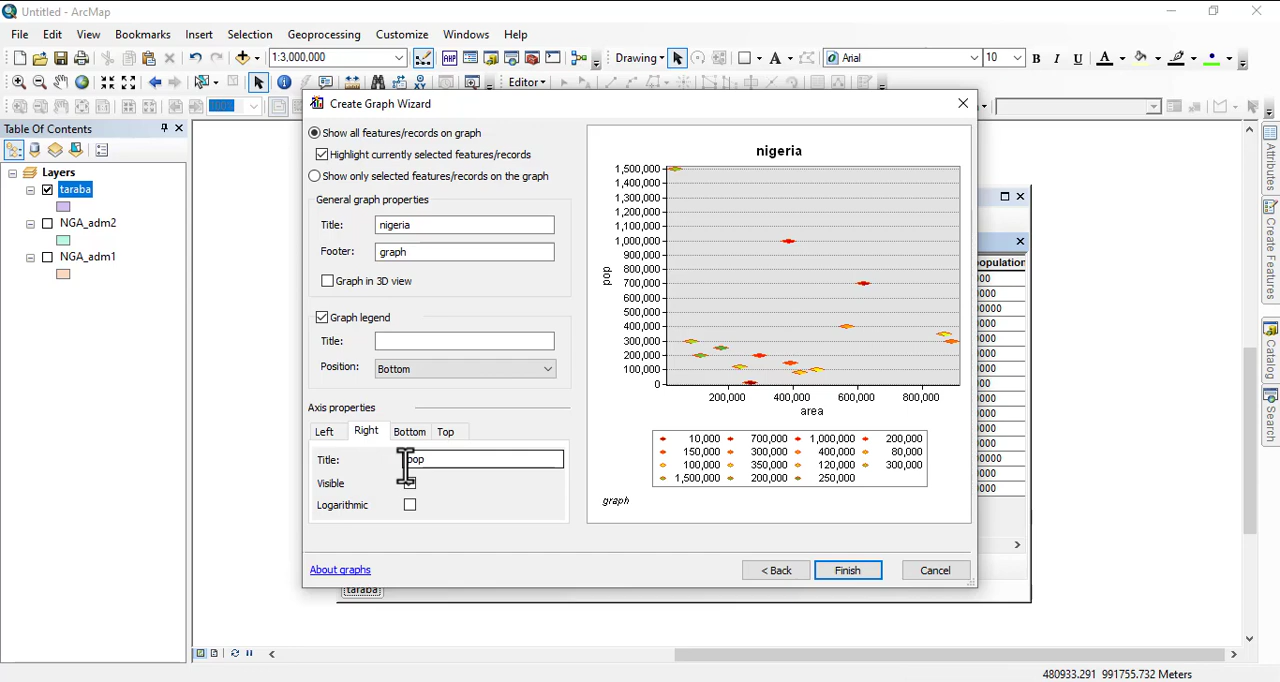 Untitled - ArcMap
File Edit View Bookmarks Insert Selection Geoprocessing Customize Windows Help
1:3,000,000 Drawing Arial 10 B I U A
Editor
100%
Table Of Contents
Layers
taraba
NGA_adm2
NGA_adm1
Create Graph Wizard
Show all features/records on graph
Highlight currently selected features/records
Show only selected features/records on the graph
General graph properties
Title: nigeria
Footer: graph
Graph in 3D view
Graph legend
Title:
Position: Bottom
Axis properties
Left Right Bottom Top
Title: pop
Visible
Logarithmic
About graphs
< Back Finish Cancel
nigeria
1,500,000
1,400,000
1,300,000
1,200,000
1,100,000
1,000,000
900,000
800,000
700,000
600,000
500,000
400,000
300,000
200,000
100,000
0
pop
200,000 400,000 600,000 800,000
area
10,000 700,000 1,000,000 200,000
150,000 300,000 400,000 80,000
100,000 350,000 120,000 300,000
1,500,000 200,000 250,000
graph
taraba
Attributes
Create Features
Catalog
Search
480933.291 991755.732 Meters